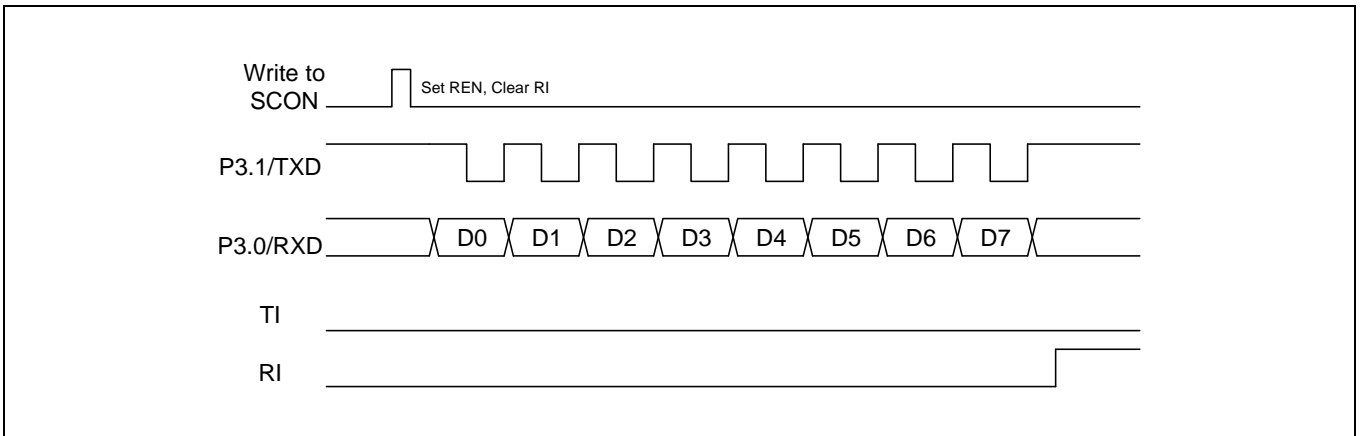 Write to
SCON
Set REN, Clear RI
P3.1/TXD
P3.0/RXD
D0 D1 D2 D3 D4 D5 D6 D7
TI
RI